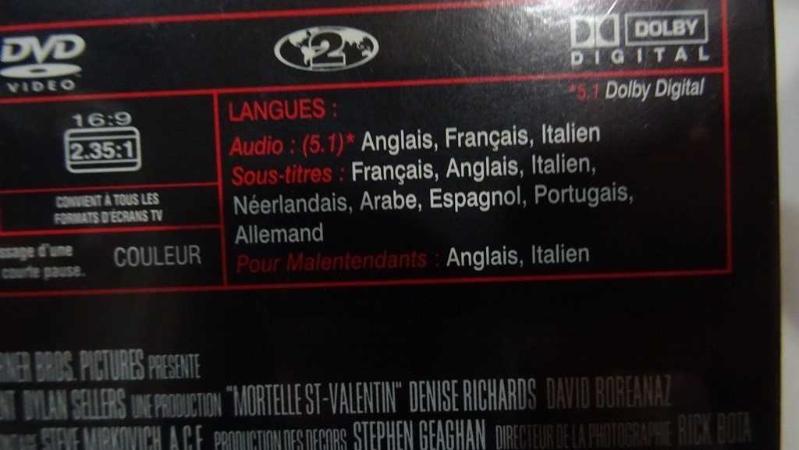 DVD
VIDEO
2
DOLBY
DIGITAL
*5.1 Dolby Digital
16:9
2.35:1
CONVIENT À TOUS LES
FORMATS D'ÉCRANS TV
d'une
courte pause.
COULEUR
LANGUES :
Audio : (5.1)* Anglais, Français, Italien
Sous-titres : Français, Anglais, Italien,
Néerlandais, Arabe, Espagnol, Portugais,
Allemand
Pour Malentendants : Anglais, Italien
BROS. PICTURES PRESENTE
DYLAN SELLERS UNE PRODUCTION "MORTELLE ST-VALENTIN" DENISE RICHARDS DAVID BOREANAZ
STEVE MIRKOVICH A.C.E. PRODUCTION DES DECORS STEPHEN GEAGHAN DIRECTEUR DE LA PHOTOGRAPHIE RICK BOTA